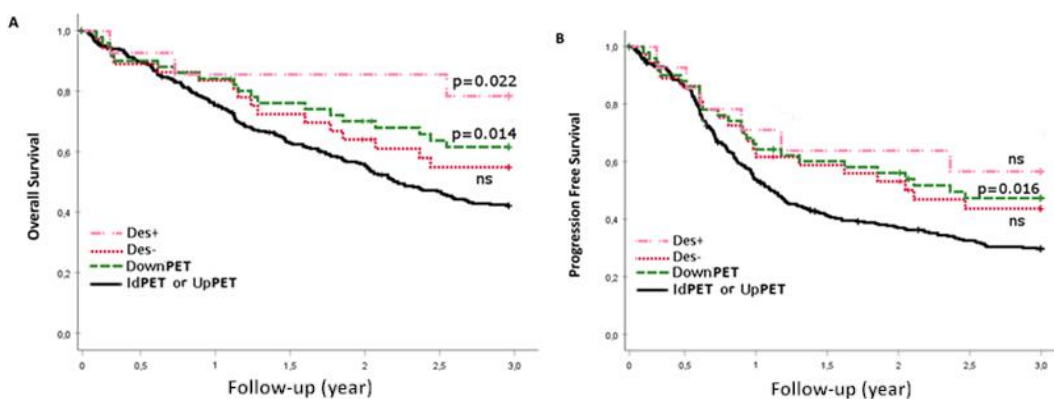 A
Overall Survival
1,0
0,8
0,6
0,4
0,2
0,0
p=0.022
p=0.014
ns
Des+
Des-
DownPET
IdPET or UpPET
0 0,5 1 1,5 2 2,5 3,0
Follow-up (year)
B
Progression Free Survival
1,0
0,8
0,6
0,4
0,2
0,0
ns
p=0.016
ns
Des+
Des-
DownPET
IdPET or UpPET
0 0,5 1 1,5 2 2,5 3,0
Follow-up (year)